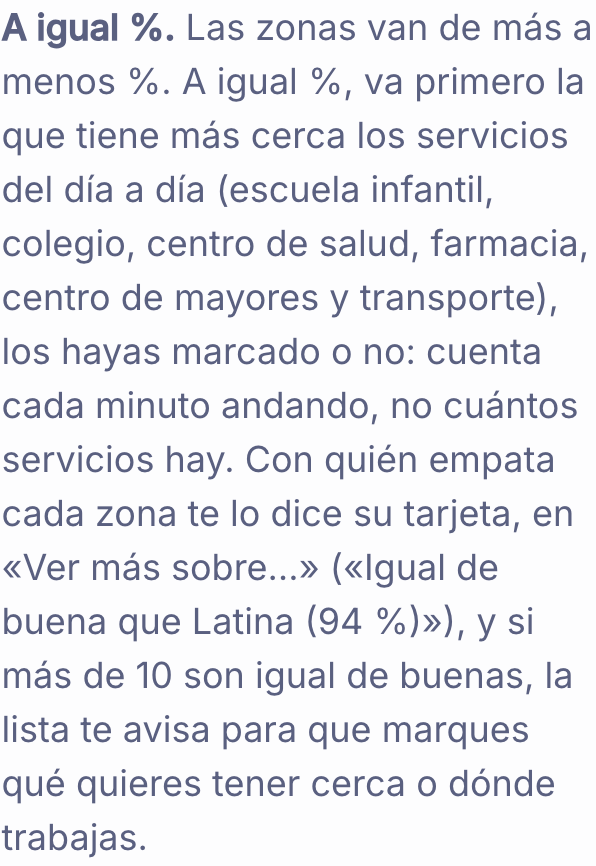 A igual %. Las zonas van de más a
menos %. A igual %, va primero la
que tiene más cerca los servicios
del día a día (escuela infantil,
colegio, centro de salud, farmacia,
centro de mayores y transporte),
los hayas marcado o no: cuenta
cada minuto andando, no cuántos
servicios hay. Con quién empata
cada zona te lo dice su tarjeta, en
«Ver más sobre...» («Igual de
buena que Latina (94 %)»), y si
más de 10 son igual de buenas, la
lista te avisa para que marques
qué quieres tener cerca o dónde
trabajas.